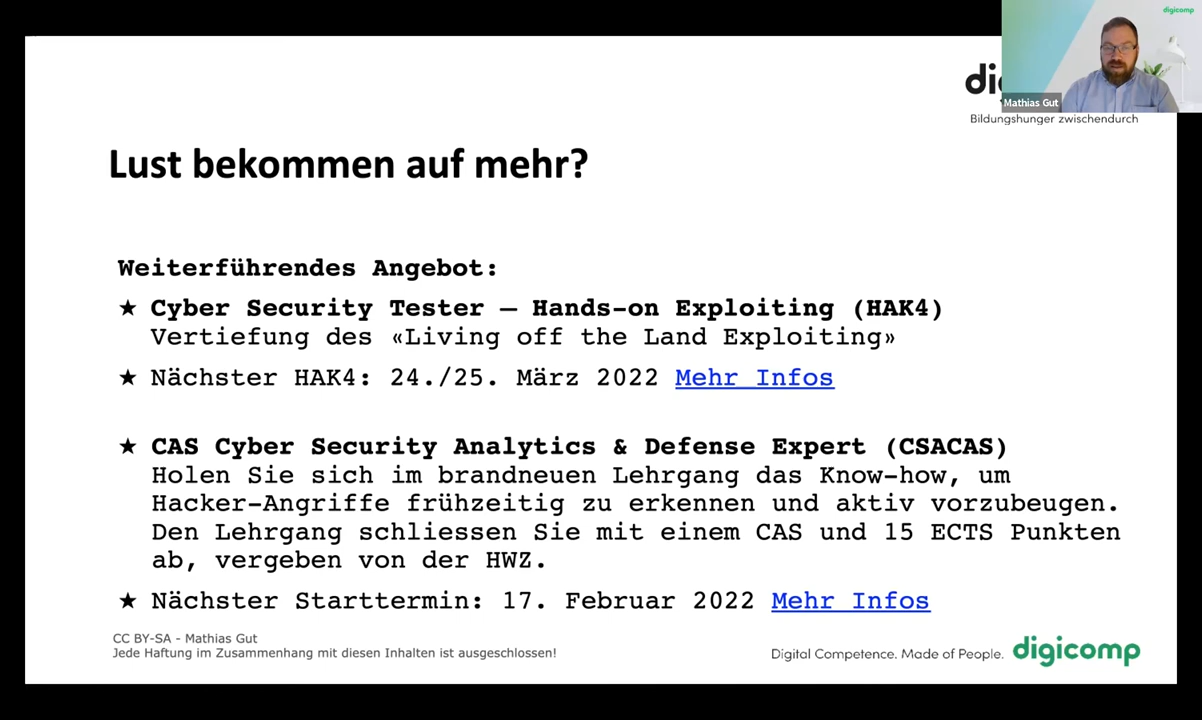 digicomp
di
Mathias Gut
Bildungshunger zwischendurch
Lust bekommen auf mehr?
Weiterführendes Angebot:
★ Cyber Security Tester – Hands-on Exploiting (HAK4)
Vertiefung des «Living off the Land Exploiting»
★ Nächster HAK4: 24./25. März 2022 Mehr Infos
★ CAS Cyber Security Analytics & Defense Expert (CSACAS)
Holen Sie sich im brandneuen Lehrgang das Know-how, um
Hacker-Angriffe frühzeitig zu erkennen und aktiv vorzubeugen.
Den Lehrgang schliessen Sie mit einem CAS und 15 ECTS Punkten
ab, vergeben von der HWZ.
★ Nächster Starttermin: 17. Februar 2022 Mehr Infos
CC BY-SA - Mathias Gut
Jede Haftung im Zusammenhang mit diesen Inhalten ist ausgeschlossen!
Digital Competence. Made of People. digicomp